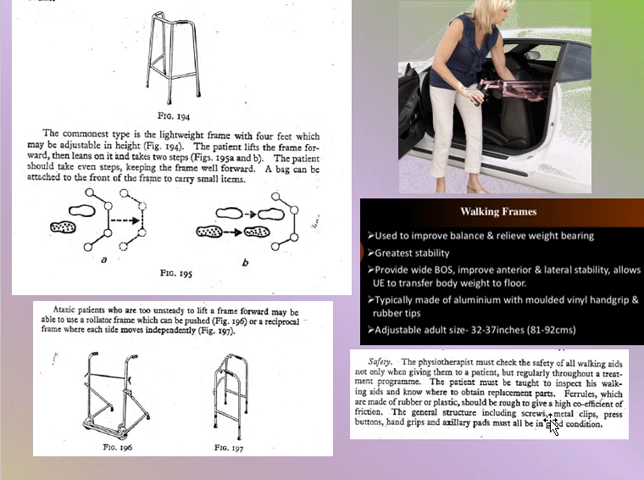 FIG. 194
The commonest type is the lightweight frame with four feet which
may be adjustable in height (Fig. 194). The patient lifts the frame for-
ward, then leans on it and takes two steps (Figs. 195a and b). The patient
should take even steps, keeping the frame well forward. A bag can be
attached to the front of the frame to carry small items.
a
b
FIG. 195
Ataxic patients who are too unsteady to lift a frame forward may be
able to use a rollator frame which can be pushed (Fig. 196) or a reciprocal
frame where each side moves independently (Fig. 197).
FIG. 196
FIG. 197
Walking Frames
➢Used to improve balance & relieve weight bearing
➢Greatest stability
➢Provide wide BOS, improve anterior & lateral stability, allows
UE to transfer body weight to floor.
➢Typically made of aluminium with moulded vinyl handgrip &
rubber tips
➢Adjustable adult size- 32-37inches (81-92cms)
Safety. The physiotherapist must check the safety of all walking aids
not only when giving them to a patient, but regularly throughout a treat-
ment programme. The patient must be taught to inspect his walk-
ing aids and know where to obtain replacement parts. Ferrules, which
are made of rubber or plastic, should be rough to give a high co-efficient of
friction. The general structure including screws, metal clips, press
buttons, hand grips and axillary pads must all be in good condition.